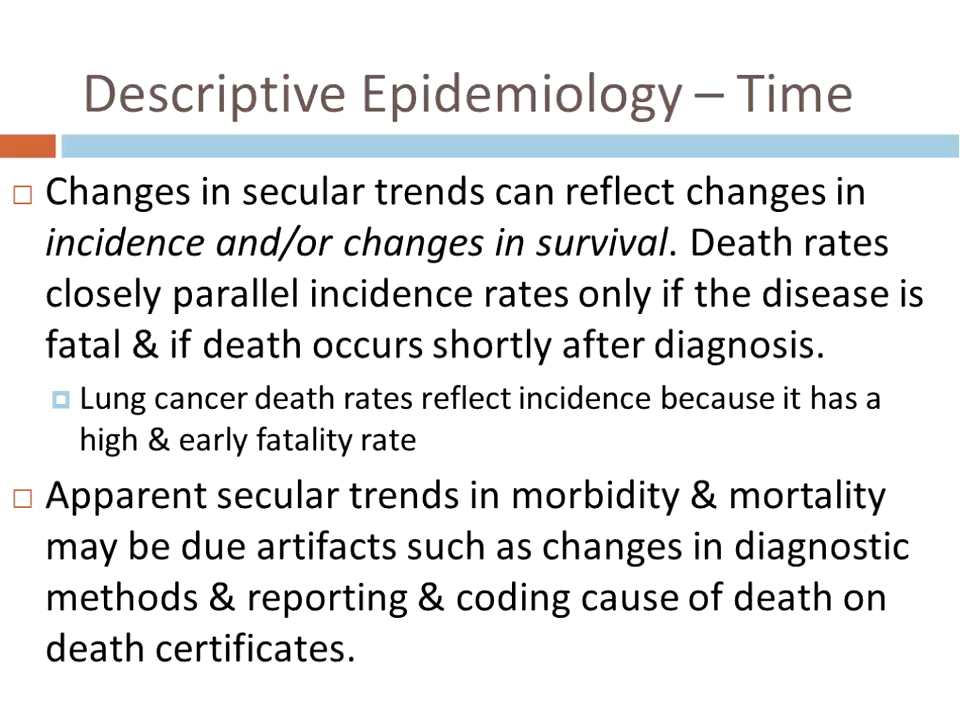 Descriptive Epidemiology – Time
Changes in secular trends can reflect changes in
incidence and/or changes in survival. Death rates
closely parallel incidence rates only if the disease is
fatal & if death occurs shortly after diagnosis.
Lung cancer death rates reflect incidence because it has a
high & early fatality rate
Apparent secular trends in morbidity & mortality
may be due artifacts such as changes in diagnostic
methods & reporting & coding cause of death on
death certificates.